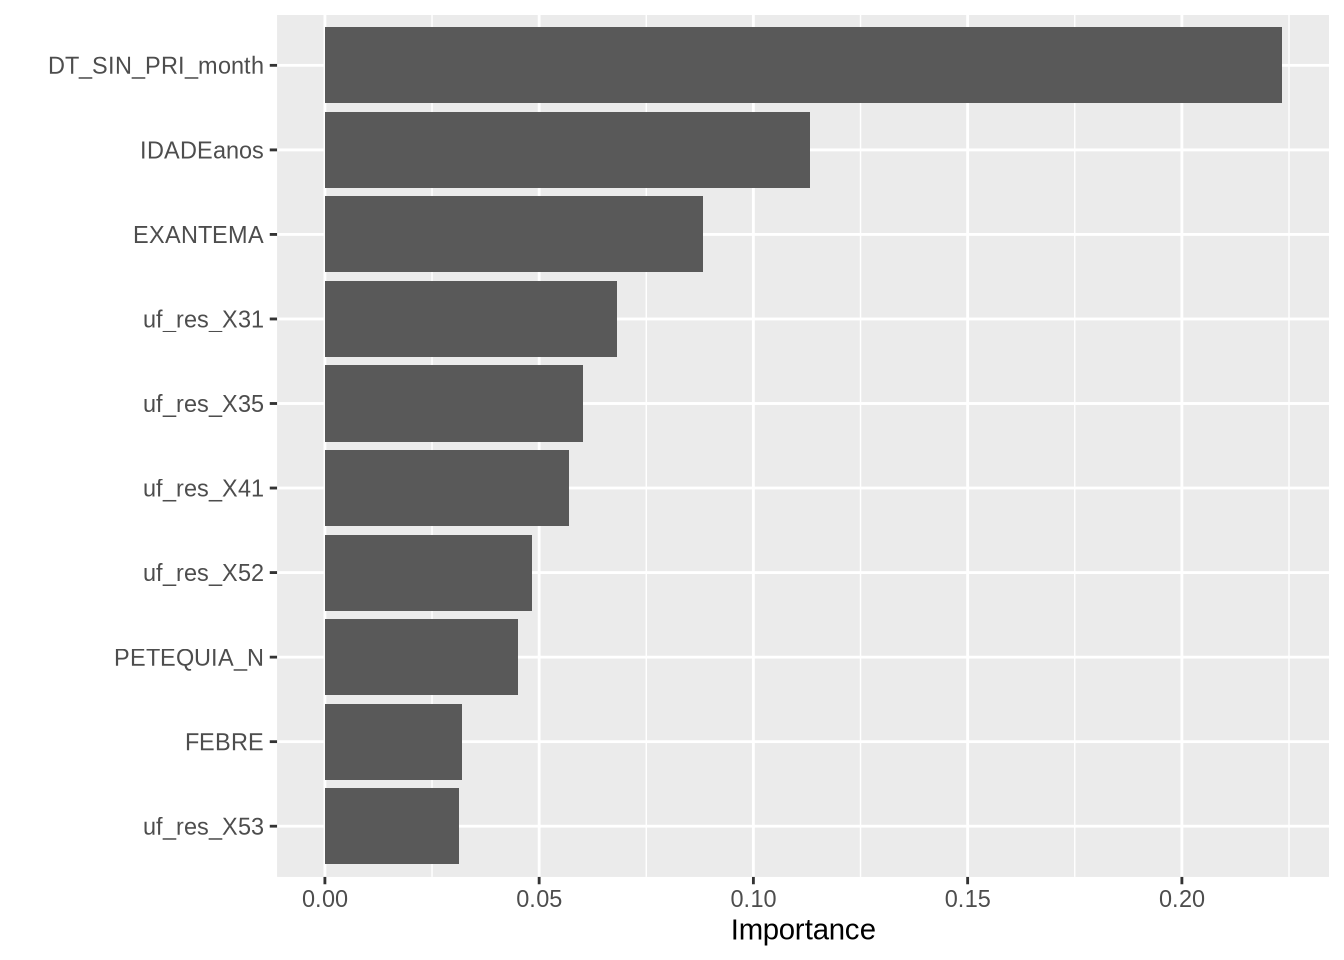 DT_SIN_PRI_month
IDADEanos
EXANTEMA
uf_res_X31
uf_res_X35
uf_res_X41
uf_res_X52
PETEQUIA_N
FEBRE
uf_res_X53
0.00 0.05 0.10 0.15 0.20
Importance